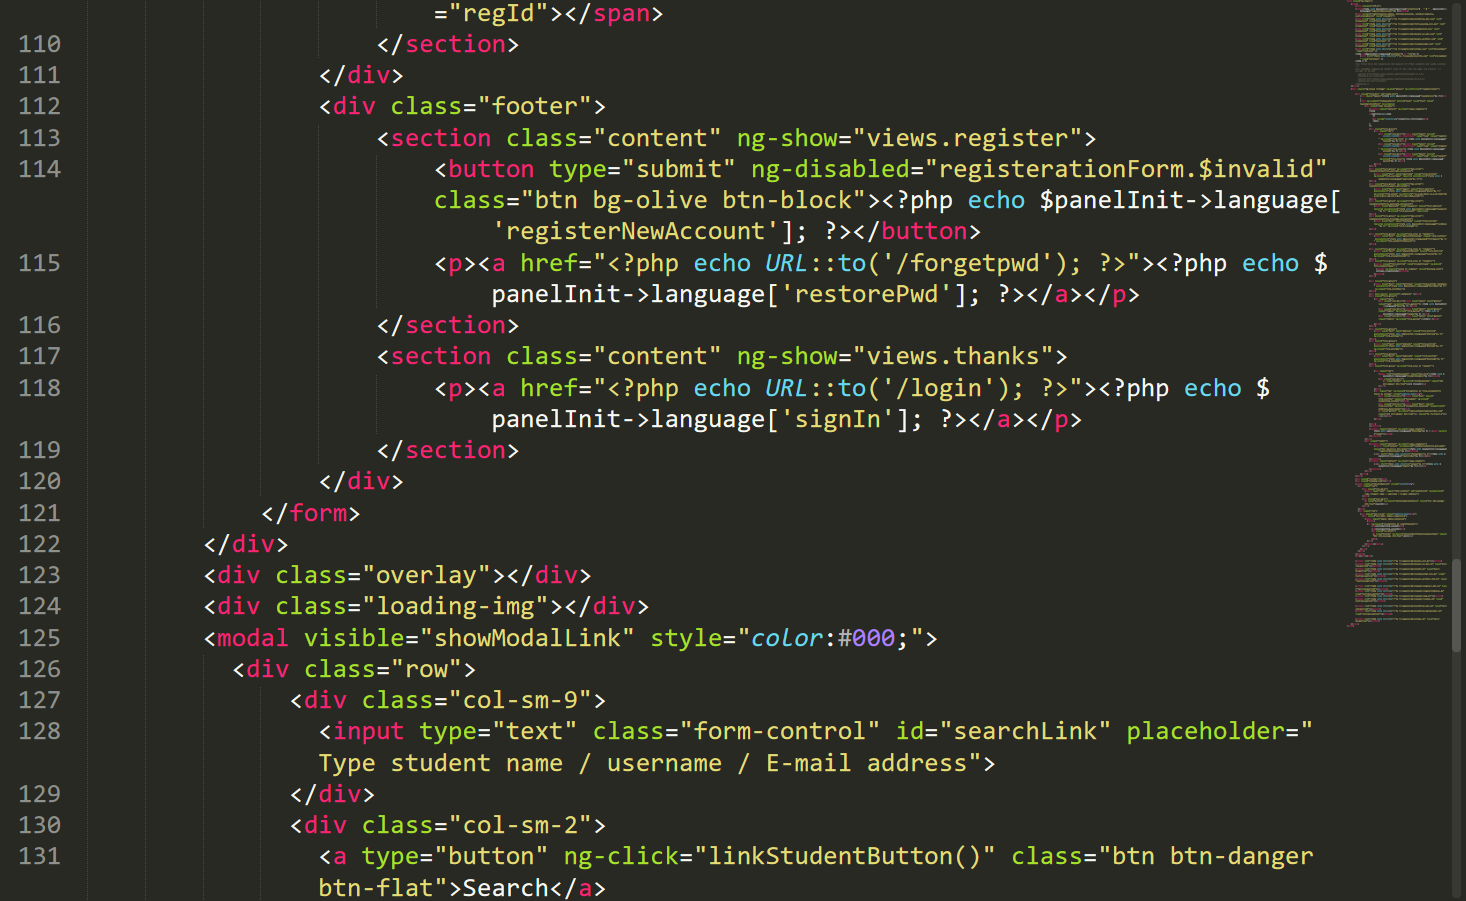 ="regId"></span>
110 </section>
111 </div>
112 <div class="footer">
113 <section class="content" ng-show="views.register">
114 <button type="submit" ng-disabled="registerationForm.$invalid"
class="btn bg-olive btn-block"><?php echo $panelInit->language[
'registerNewAccount']; ?></button>
115 <p><a href="<?php echo URL::to('/forgetpwd'); ?>"><?php echo $
panelInit->language['restorePwd']; ?></a></p>
116 </section>
117 <section class="content" ng-show="views.thanks">
118 <p><a href="<?php echo URL::to('/login'); ?>"><?php echo $
panelInit->language['signIn']; ?></a></p>
119 </section>
120 </div>
121 </form>
122 </div>
123 <div class="overlay"></div>
124 <div class="loading-img"></div>
125 <modal visible="showModalLink" style="color:#000;">
126 <div class="row">
127 <div class="col-sm-9">
128 <input type="text" class="form-control" id="searchLink" placeholder="
Type student name / username / E-mail address">
129 </div>
130 <div class="col-sm-2">
131 <a type="button" ng-click="linkStudentButton()" class="btn btn-danger
btn-flat">Search</a>